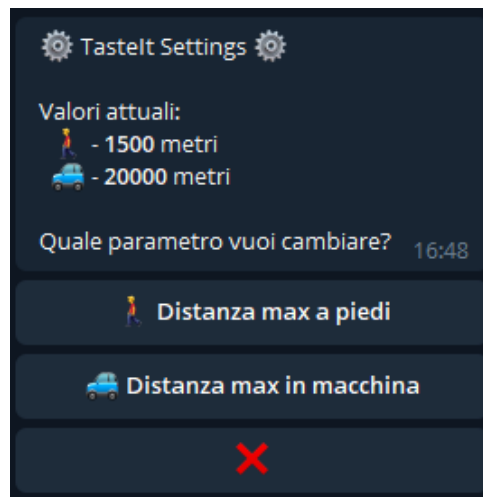 ⚙️ TasteIt Settings ⚙️
Valori attuali:
🚶 - 1500 metri
🚙 - 20000 metri
Quale parametro vuoi cambiare? 16:48
🚶 Distanza max a piedi
🚙 Distanza max in macchina
❌